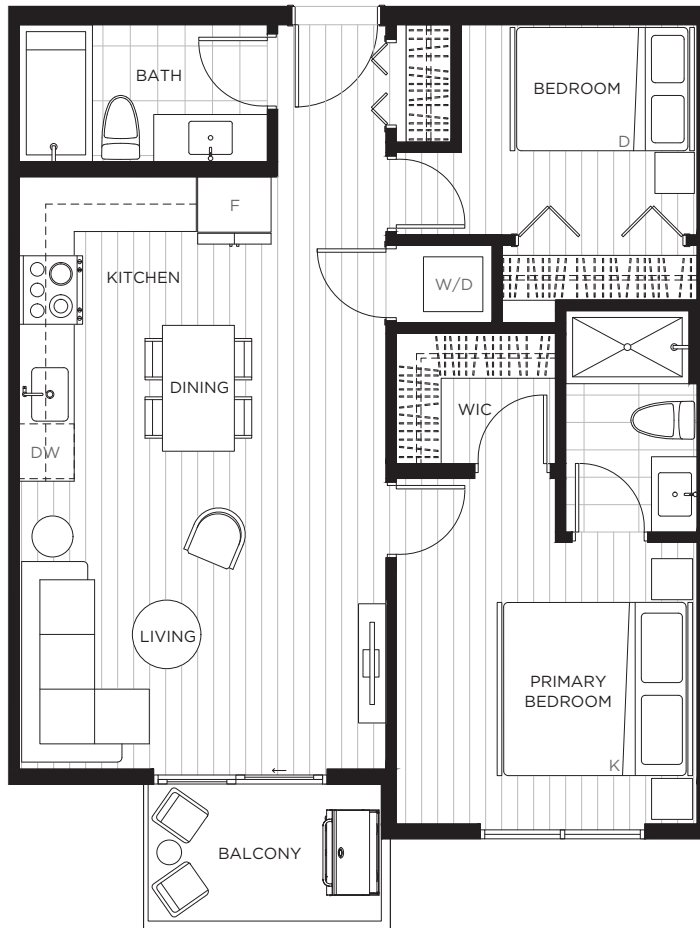 BATH
BEDROOM
D
F
KITCHEN
W/D
DINING
WIC
DW
LIVING
PRIMARY
BEDROOM
K
BALCONY